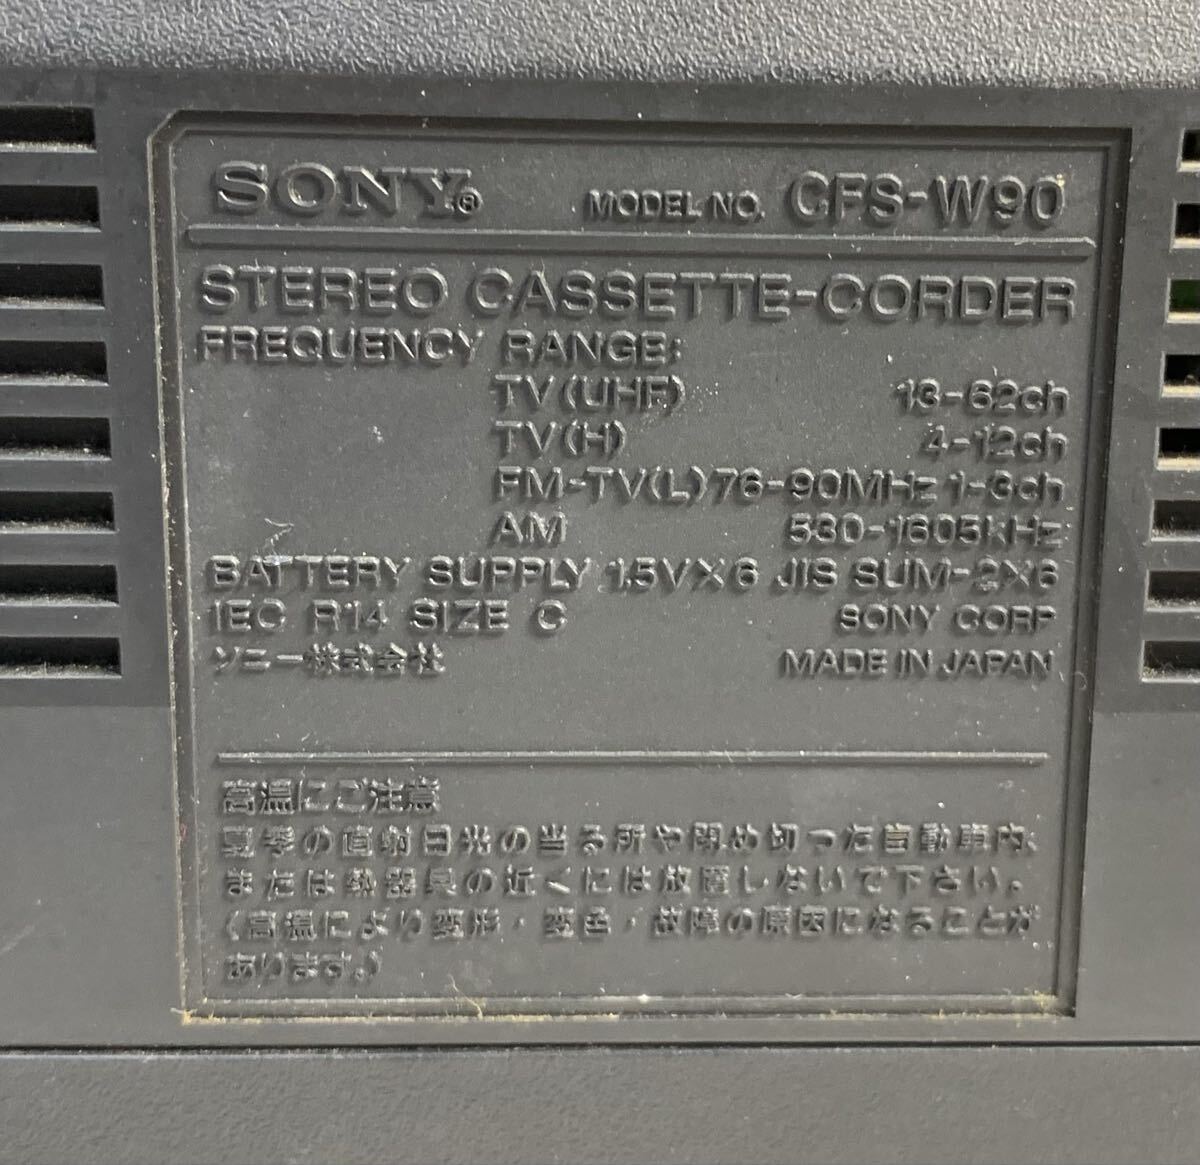 SONY® MODEL NO. CFS-W90
STEREO CASSETTE-CORDER
FREQUENCY RANGE:
TV(UHF) 13-62ch
TV(H) 4-12ch
FM-TV(L)76-90MHz 1-3ch
AM 530-1605kHz
BATTERY SUPPLY 1.5V×6 JIS SUM-2×6
IEC R14 SIZE C SONY CORP
ソニー株式会社 MADE IN JAPAN
高温にご注意
夏季の直射日光の当る所や閉め切った自動車内、
または熱器具の近くには放置しないで下さい。
(高温により変形・変色・故障の原因になることが
あります。)